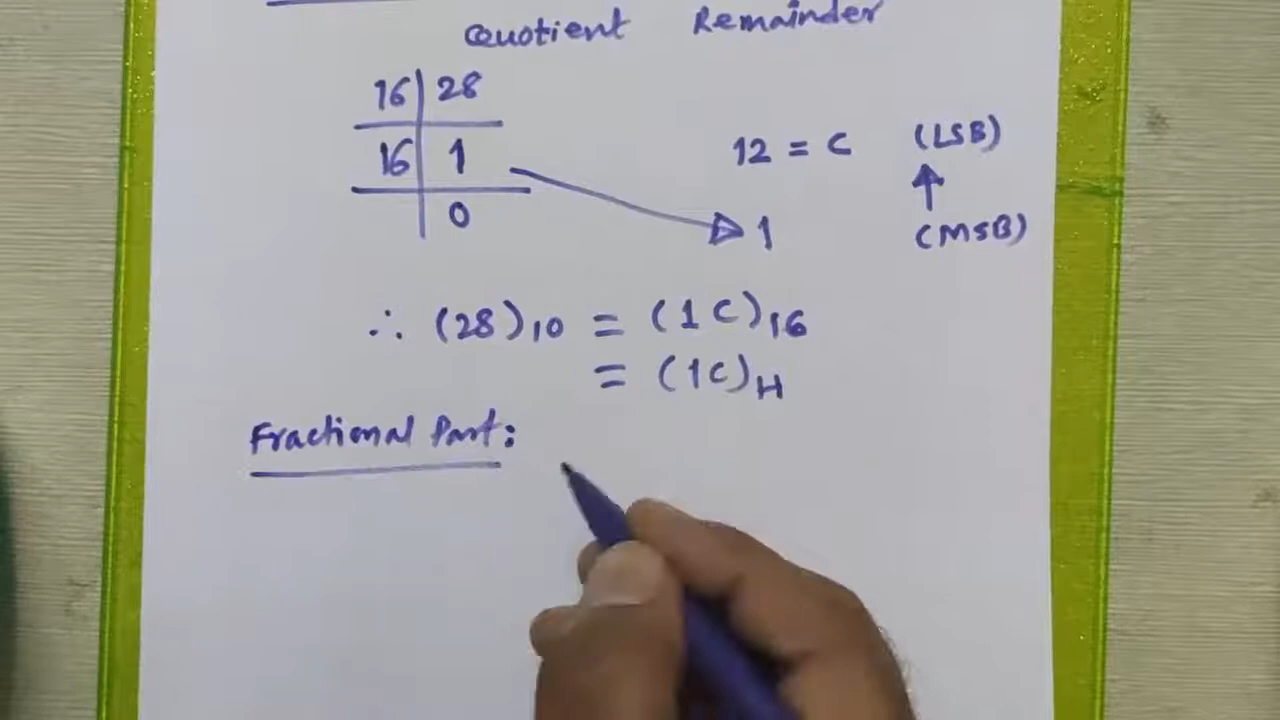 Quotient Remainder
16 28
16 1 12 = C (LSB)
0 1 (MSB)
∴ (28)10 = (1C)16
= (1C)H
Fractional Part: